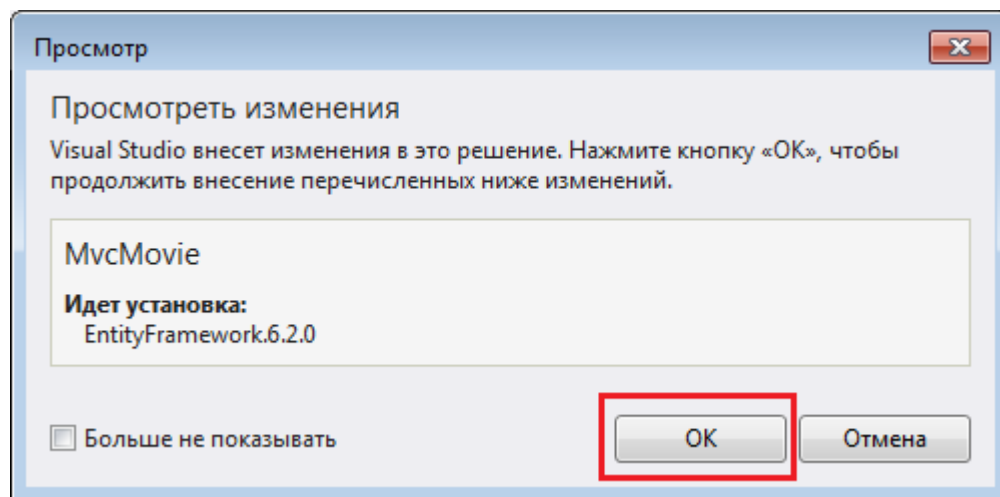 Просмотр
Просмотреть изменения
Visual Studio внесет изменения в это решение. Нажмите кнопку «ОК», чтобы
продолжить внесение перечисленных ниже изменений.
MvcMovie
Идет установка:
EntityFramework.6.2.0
Больше не показывать
ОК
Отмена